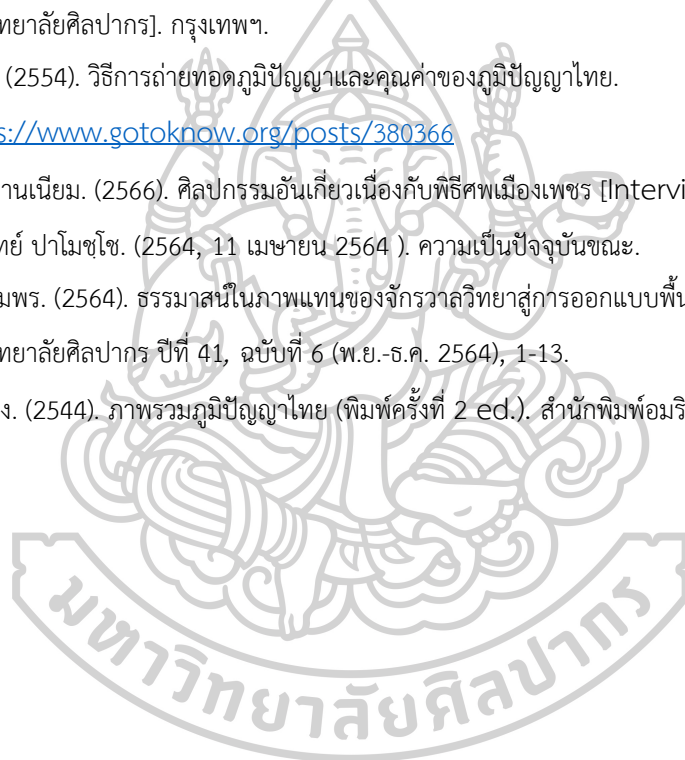 ทยาลัยศิลปากร]. กรุงเทพฯ.
(2554). วิธีการถ่ายทอดภูมิปัญญาและคุณค่าของภูมิปัญญาไทย.
s://www.gotoknow.org/posts/380366
านเนียม. (2566). ศิลปกรรมอันเกี่ยวเนื่องกับพิธีศพเมืองเพชร [Intervi
ทย์ ปาโมชฺโช. (2564, 11 เมษายน 2564 ). ความเป็นปัจจุบันขณะ.
มพร. (2564). ธรรมาสน์ในภาพแทนของจักรวาลวิทยาสู่การออกแบบพื้น
ทยาลัยศิลปากร ปีที่ 41, ฉบับที่ 6 (พ.ย.-ธ.ค. 2564), 1-13.
ง. (2544). ภาพรวมภูมิปัญญาไทย (พิมพ์ครั้งที่ 2 ed.). สำนักพิมพ์อมริ
มหาวิทยาลัยศิลปากร